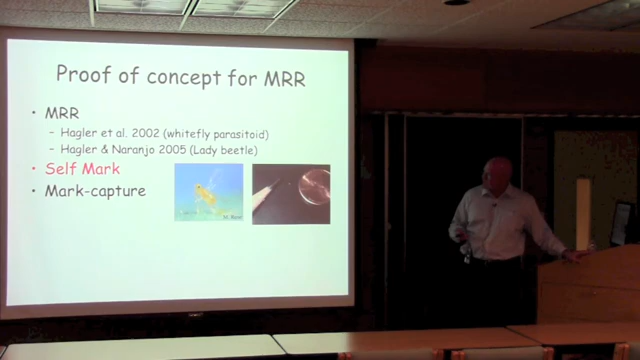 Proof of concept for MRR
• MRR
– Hagler et al. 2002 (whitefly parasitoid)
– Hagler & Naranjo 2005 (Lady beetle)
• Self Mark
• Mark-capture